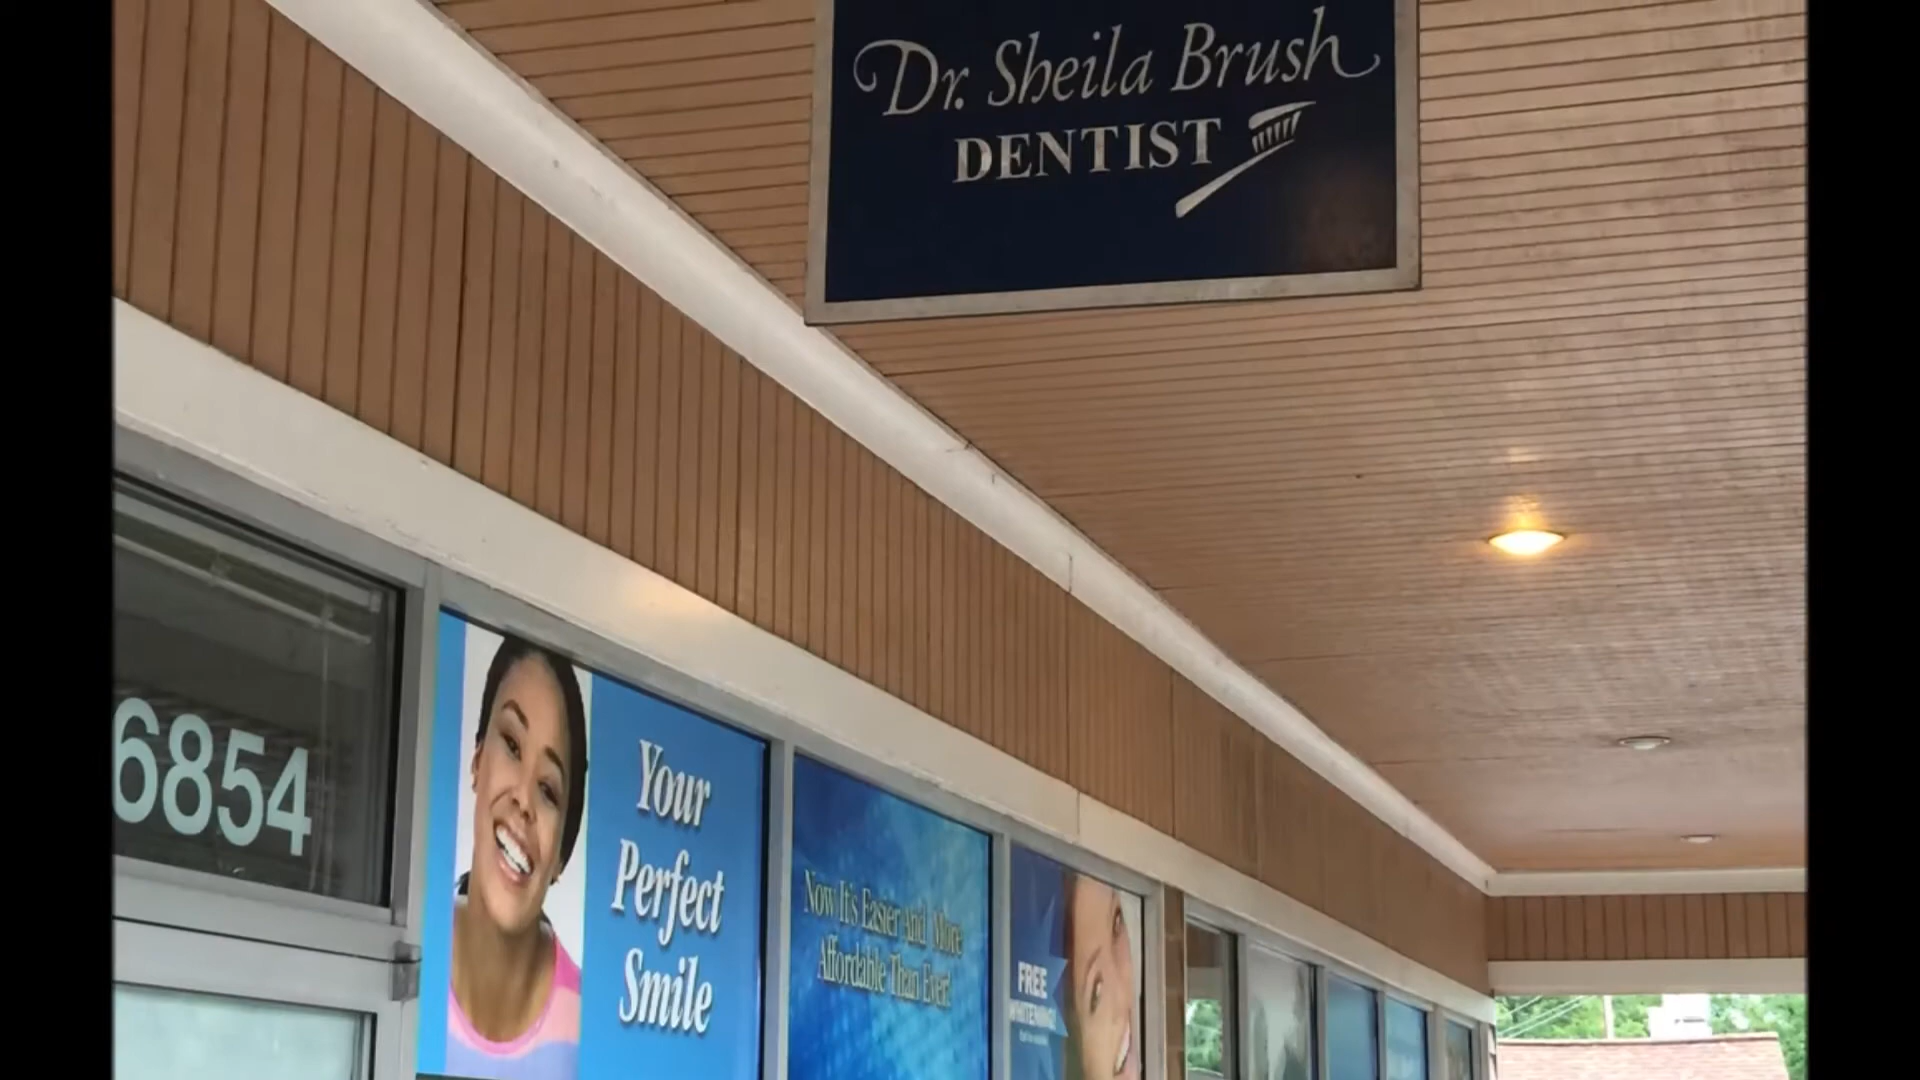 Dr. Sheila Brush
DENTIST
6854
Your
Perfect
Smile
Now It's Easier And More
Affordable Than Ever!
FREE
WHITENING!